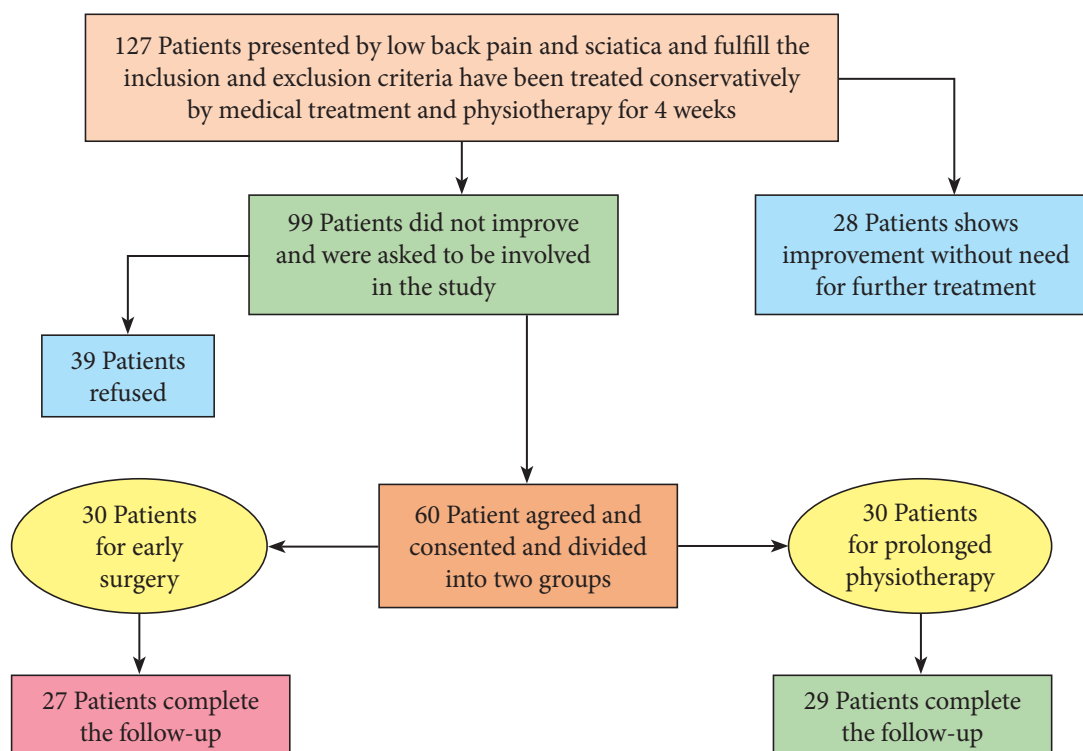 127 Patients presented by low back pain and sciatica and fulfill the
inclusion and exclusion criteria have been treated conservatively
by medical treatment and physiotherapy for 4 weeks
99 Patients did not improve
and were asked to be involved
in the study
28 Patients shows
improvement without need
for further treatment
39 Patients
refused
30 Patients
for early
surgery
60 Patient agreed and
consented and divided
into two groups
30 Patients
for prolonged
physiotherapy
27 Patients complete
the follow-up
29 Patients complete
the follow-up